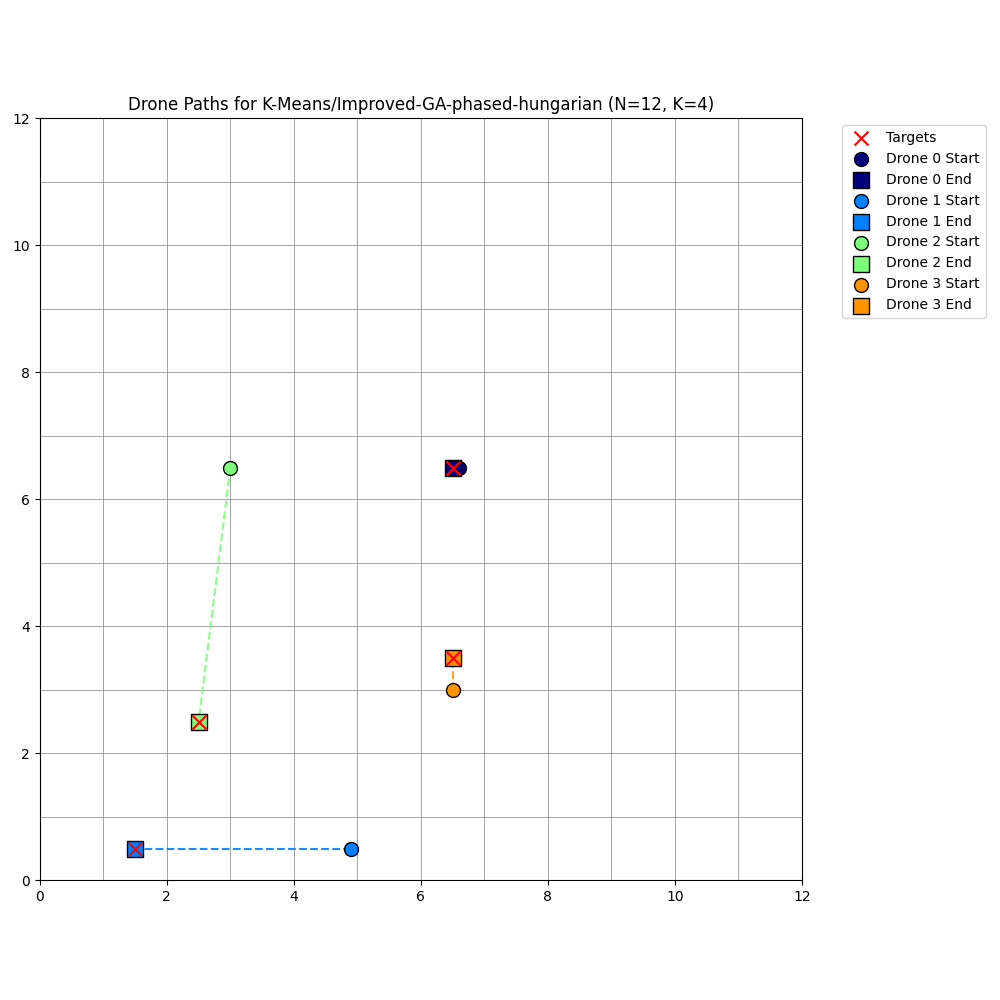 Drone Paths for K-Means/Improved-GA-phased-hungarian (N=12, K=4)
Targets
Drone 0 Start
Drone 0 End
Drone 1 Start
Drone 1 End
Drone 2 Start
Drone 2 End
Drone 3 Start
Drone 3 End
12
10
8
6
4
2
0
0 2 4 6 8 10 12